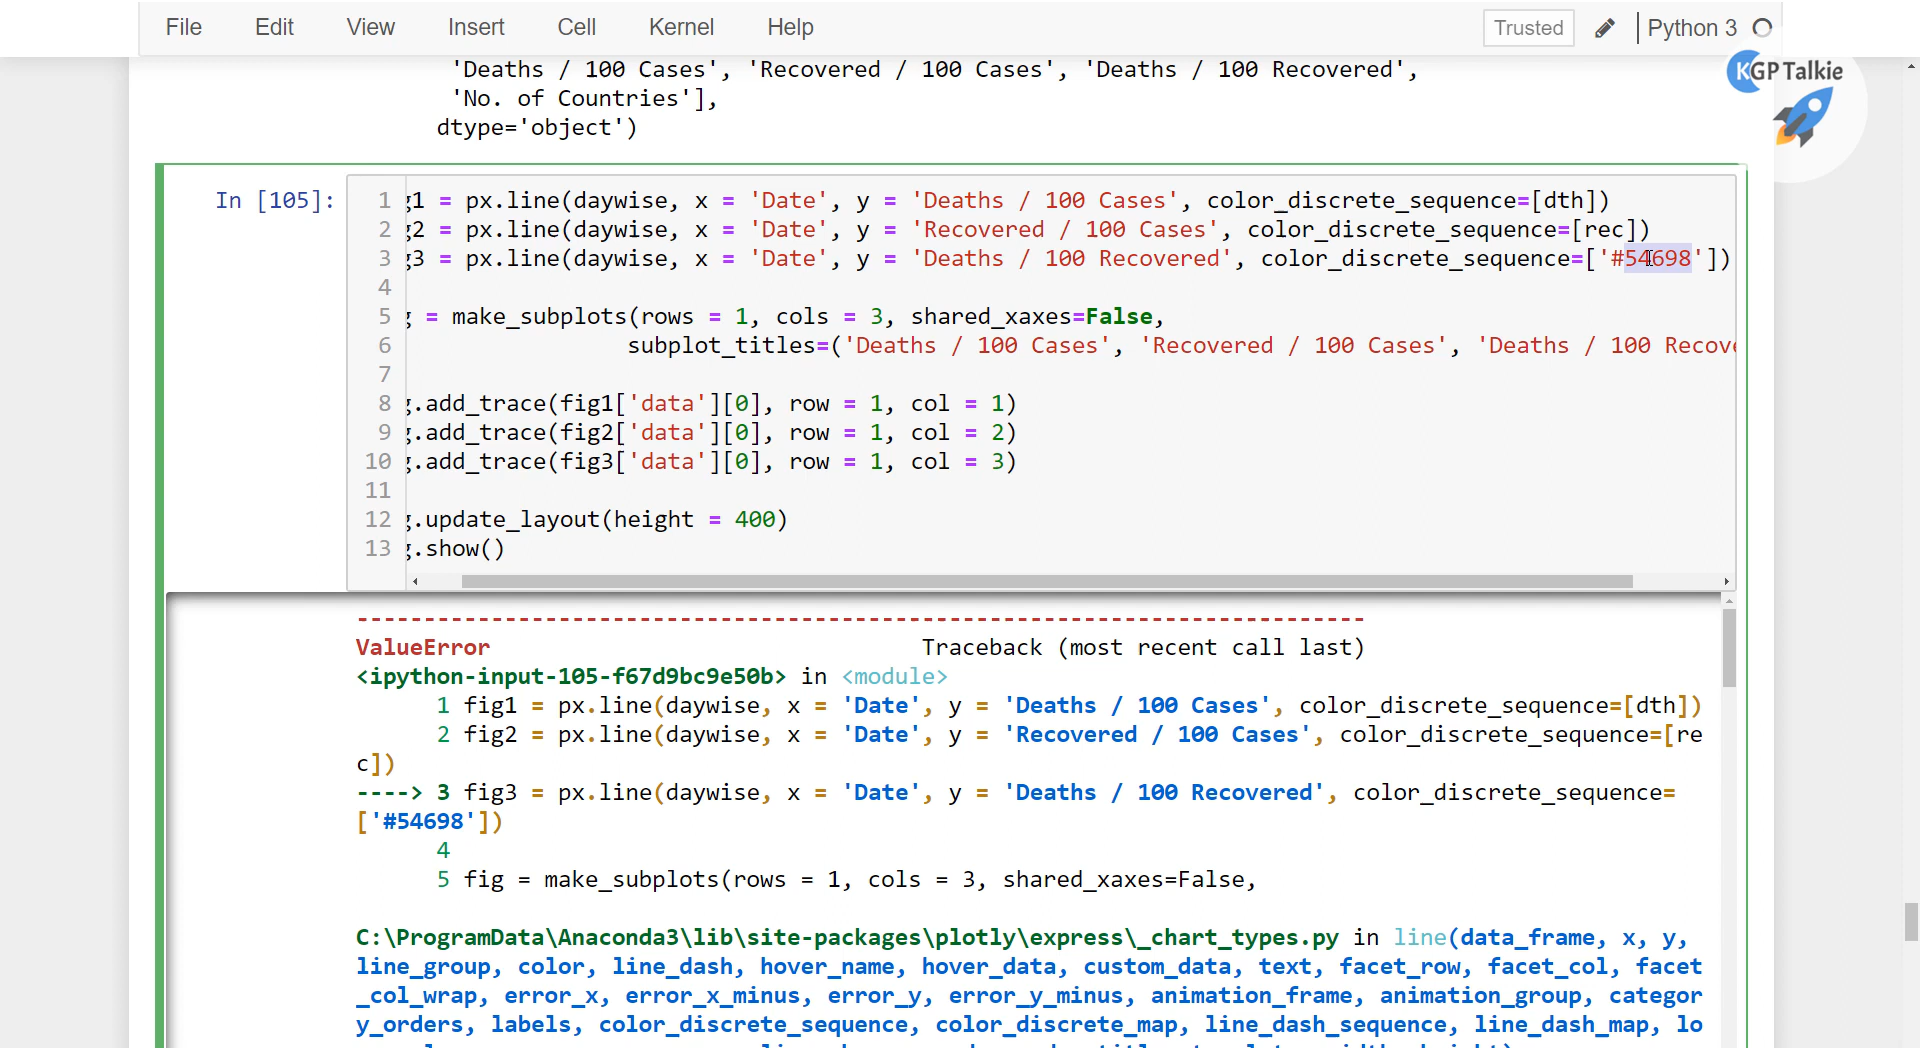 File Edit View Insert Cell Kernel Help Trusted Python 3
KGP Talkie
'Deaths / 100 Cases', 'Recovered / 100 Cases', 'Deaths / 100 Recovered',
'No. of Countries'],
dtype='object')
In [105]:
1 g1 = px.line(daywise, x = 'Date', y = 'Deaths / 100 Cases', color_discrete_sequence=[dth])
2 g2 = px.line(daywise, x = 'Date', y = 'Recovered / 100 Cases', color_discrete_sequence=[rec])
3 g3 = px.line(daywise, x = 'Date', y = 'Deaths / 100 Recovered', color_discrete_sequence=['#54698'])
4
5 g = make_subplots(rows = 1, cols = 3, shared_xaxes=False,
6 subplot_titles=('Deaths / 100 Cases', 'Recovered / 100 Cases', 'Deaths / 100 Recove
7
8 g.add_trace(fig1['data'][0], row = 1, col = 1)
9 g.add_trace(fig2['data'][0], row = 1, col = 2)
10 g.add_trace(fig3['data'][0], row = 1, col = 3)
11
12 g.update_layout(height = 400)
13 g.show()
---------------------------------------------------------------------------
ValueError Traceback (most recent call last)
<ipython-input-105-f67d9bc9e50b> in <module>
1 fig1 = px.line(daywise, x = 'Date', y = 'Deaths / 100 Cases', color_discrete_sequence=[dth])
2 fig2 = px.line(daywise, x = 'Date', y = 'Recovered / 100 Cases', color_discrete_sequence=[re
c])
----> 3 fig3 = px.line(daywise, x = 'Date', y = 'Deaths / 100 Recovered', color_discrete_sequence=
['#54698'])
4
5 fig = make_subplots(rows = 1, cols = 3, shared_xaxes=False,
C:\ProgramData\Anaconda3\lib\site-packages\plotly\express\_chart_types.py in line(data_frame, x, y,
line_group, color, line_dash, hover_name, hover_data, custom_data, text, facet_row, facet_col, facet
_col_wrap, error_x, error_x_minus, error_y, error_y_minus, animation_frame, animation_group, categor
y_orders, labels, color_discrete_sequence, color_discrete_map, line_dash_sequence, line_dash_map, lo